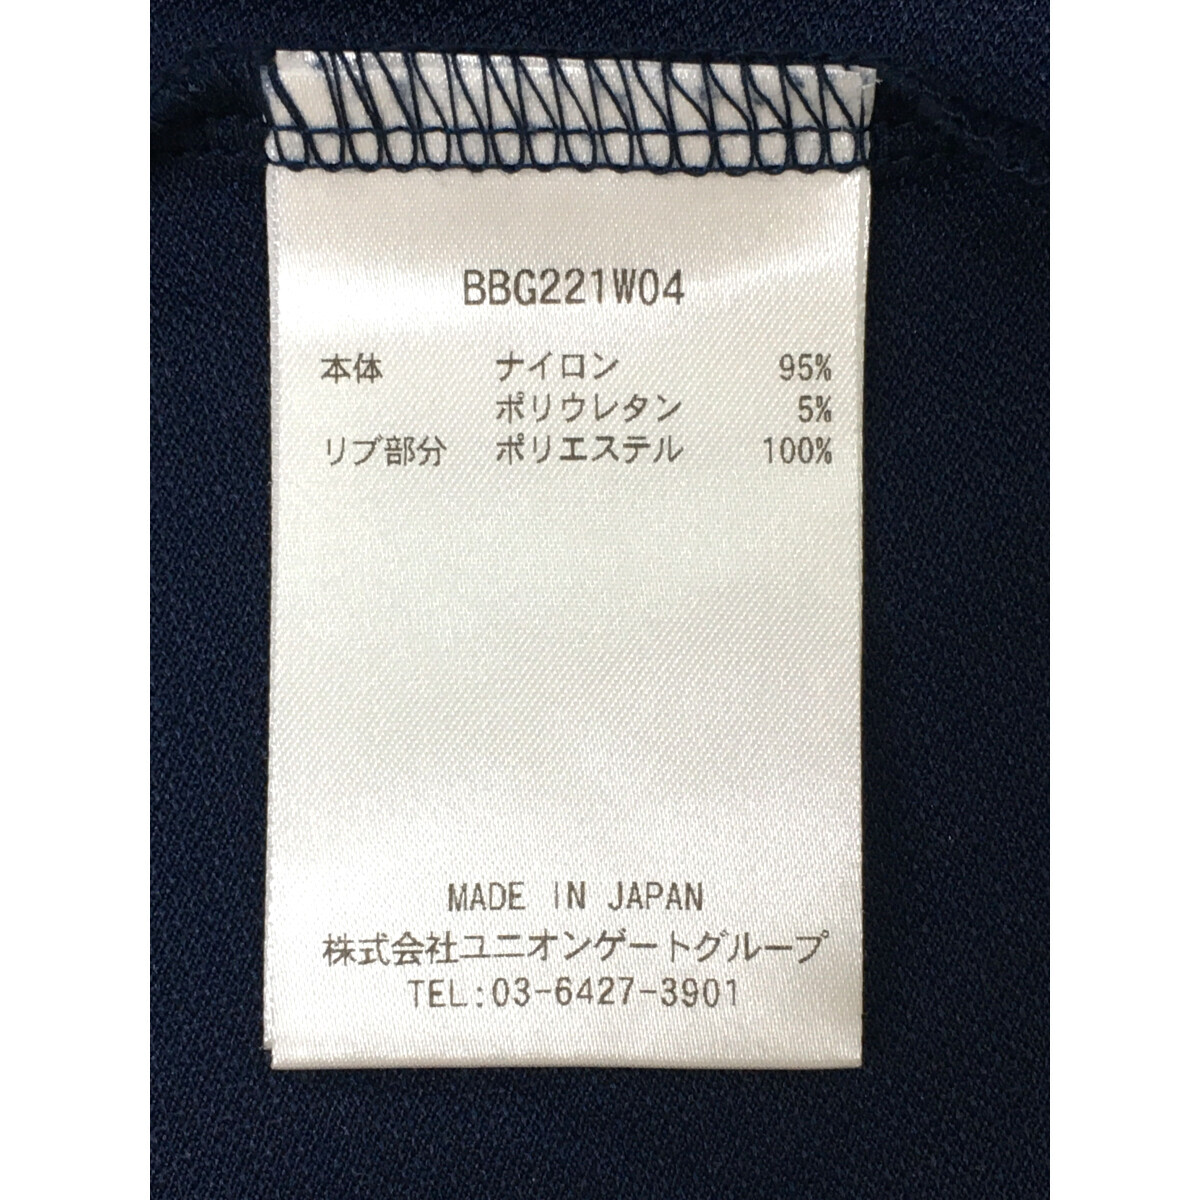 BBG221W04
本体 ナイロン 95%
ポリウレタン 5%
リブ部分 ポリエステル 100%
MADE IN JAPAN
株式会社ユニオンゲートグループ
TEL:03-6427-3901